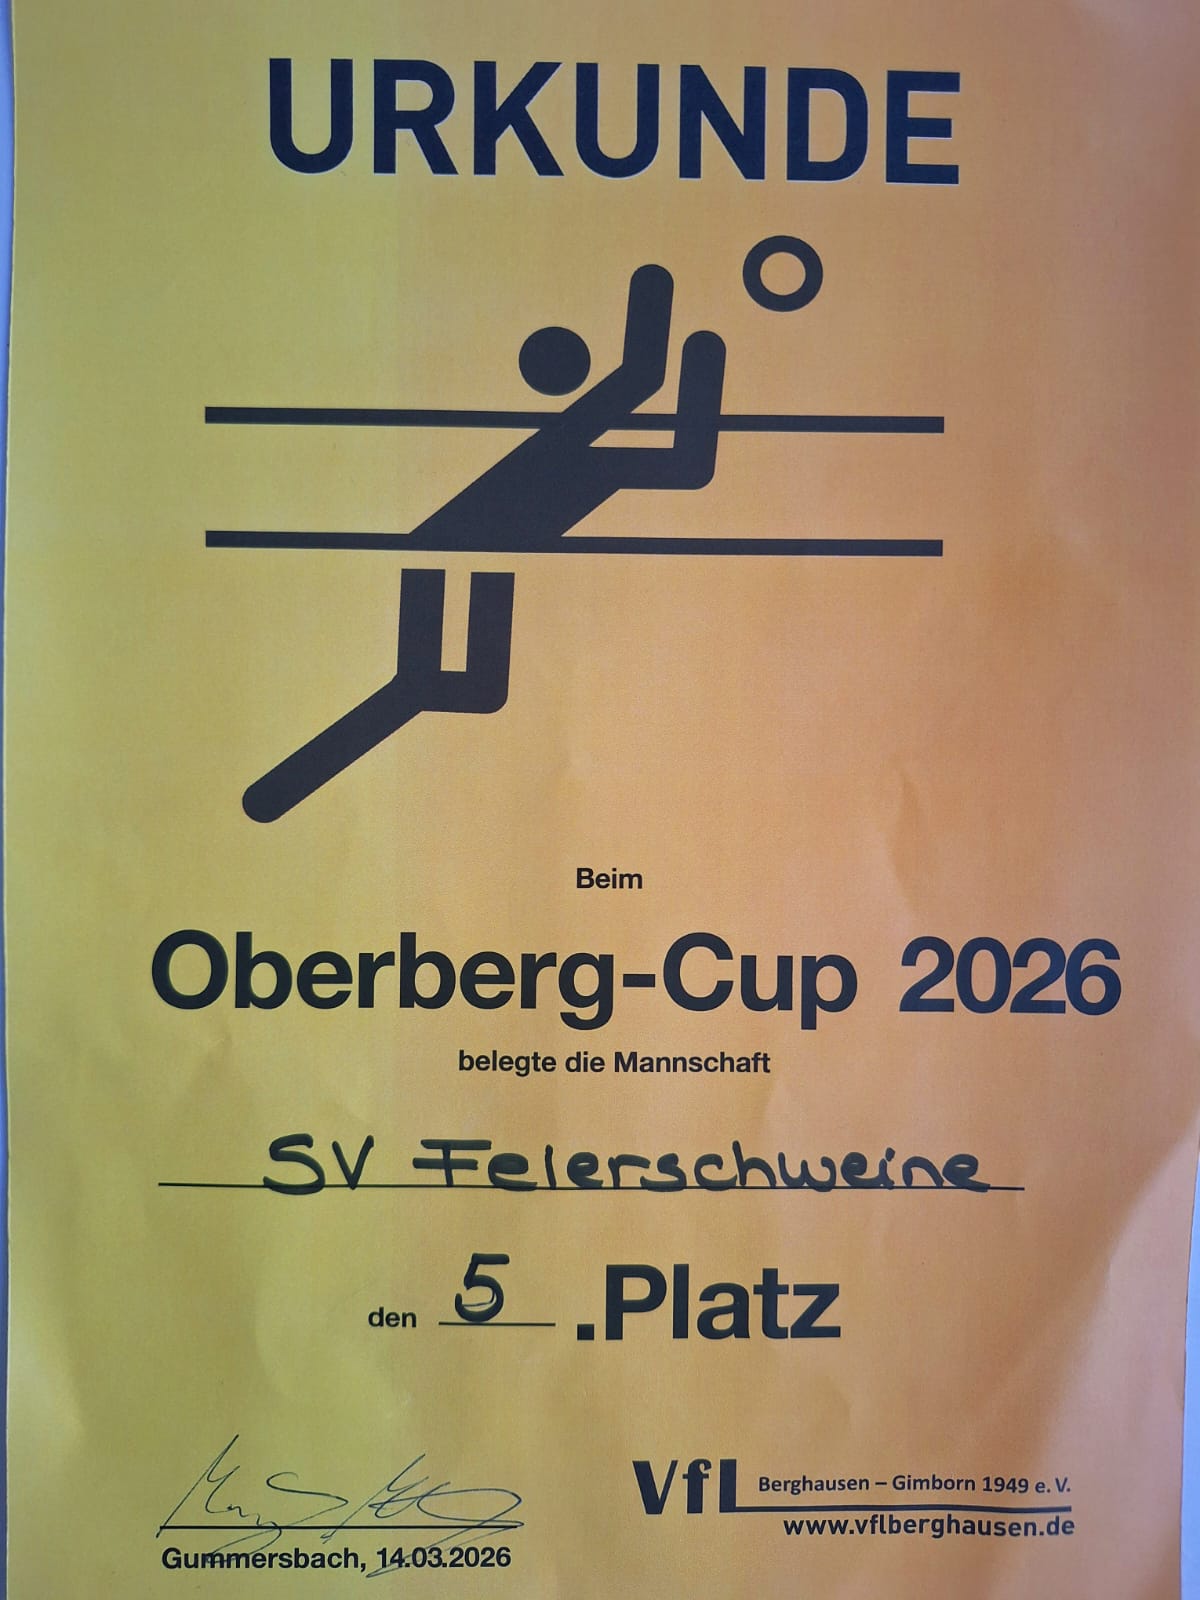 URKUNDE
Beim
Oberberg-Cup 2026
belegte die Mannschaft
SV Feierschweine
den 5 .Platz
VfL Berghausen – Gimborn 1949 e. V.
www.vflberghausen.de
Gummersbach, 14.03.2026